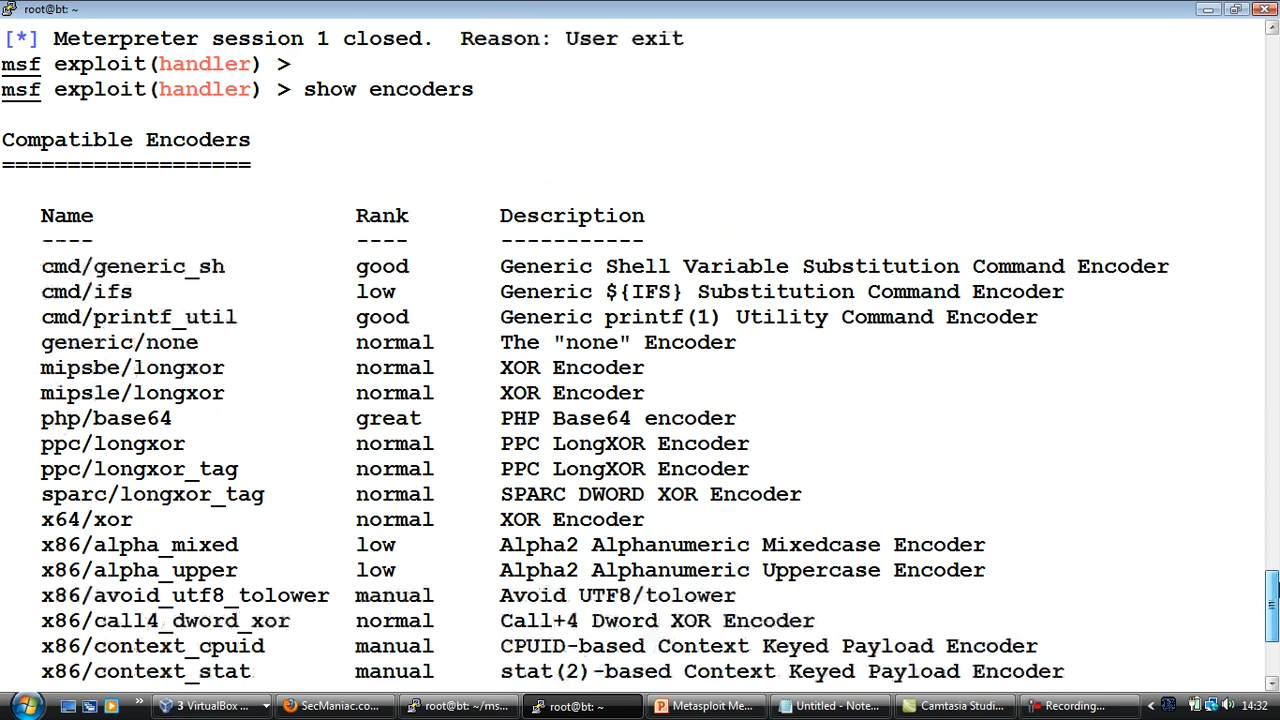 root@bt: ~
[*] Meterpreter session 1 closed.  Reason: User exit
msf exploit(handler) >
msf exploit(handler) > show encoders
Compatible Encoders
===================
Name Rank Description
---- ---- -----------
cmd/generic_sh good Generic Shell Variable Substitution Command Encoder
cmd/ifs low Generic ${IFS} Substitution Command Encoder
cmd/printf_util good Generic printf(1) Utility Command Encoder
generic/none normal The "none" Encoder
mipsbe/longxor normal XOR Encoder
mipsle/longxor normal XOR Encoder
php/base64 great PHP Base64 encoder
ppc/longxor normal PPC LongXOR Encoder
ppc/longxor_tag normal PPC LongXOR Encoder
sparc/longxor_tag normal SPARC DWORD XOR Encoder
x64/xor normal XOR Encoder
x86/alpha_mixed low Alpha2 Alphanumeric Mixedcase Encoder
x86/alpha_upper low Alpha2 Alphanumeric Uppercase Encoder
x86/avoid_utf8_tolower manual Avoid UTF8/tolower
x86/call4_dword_xor normal Call+4 Dword XOR Encoder
x86/context_cpuid manual CPUID-based Context Keyed Payload Encoder
x86/context_stat manual stat(2)-based Context Keyed Payload Encoder
» 3 VirtualBox ... SecManiac.co... root@bt: ~/ms... root@bt: ~ Metasploit Me... Untitled - Note... Camtasia Studi... Recording... 14:32